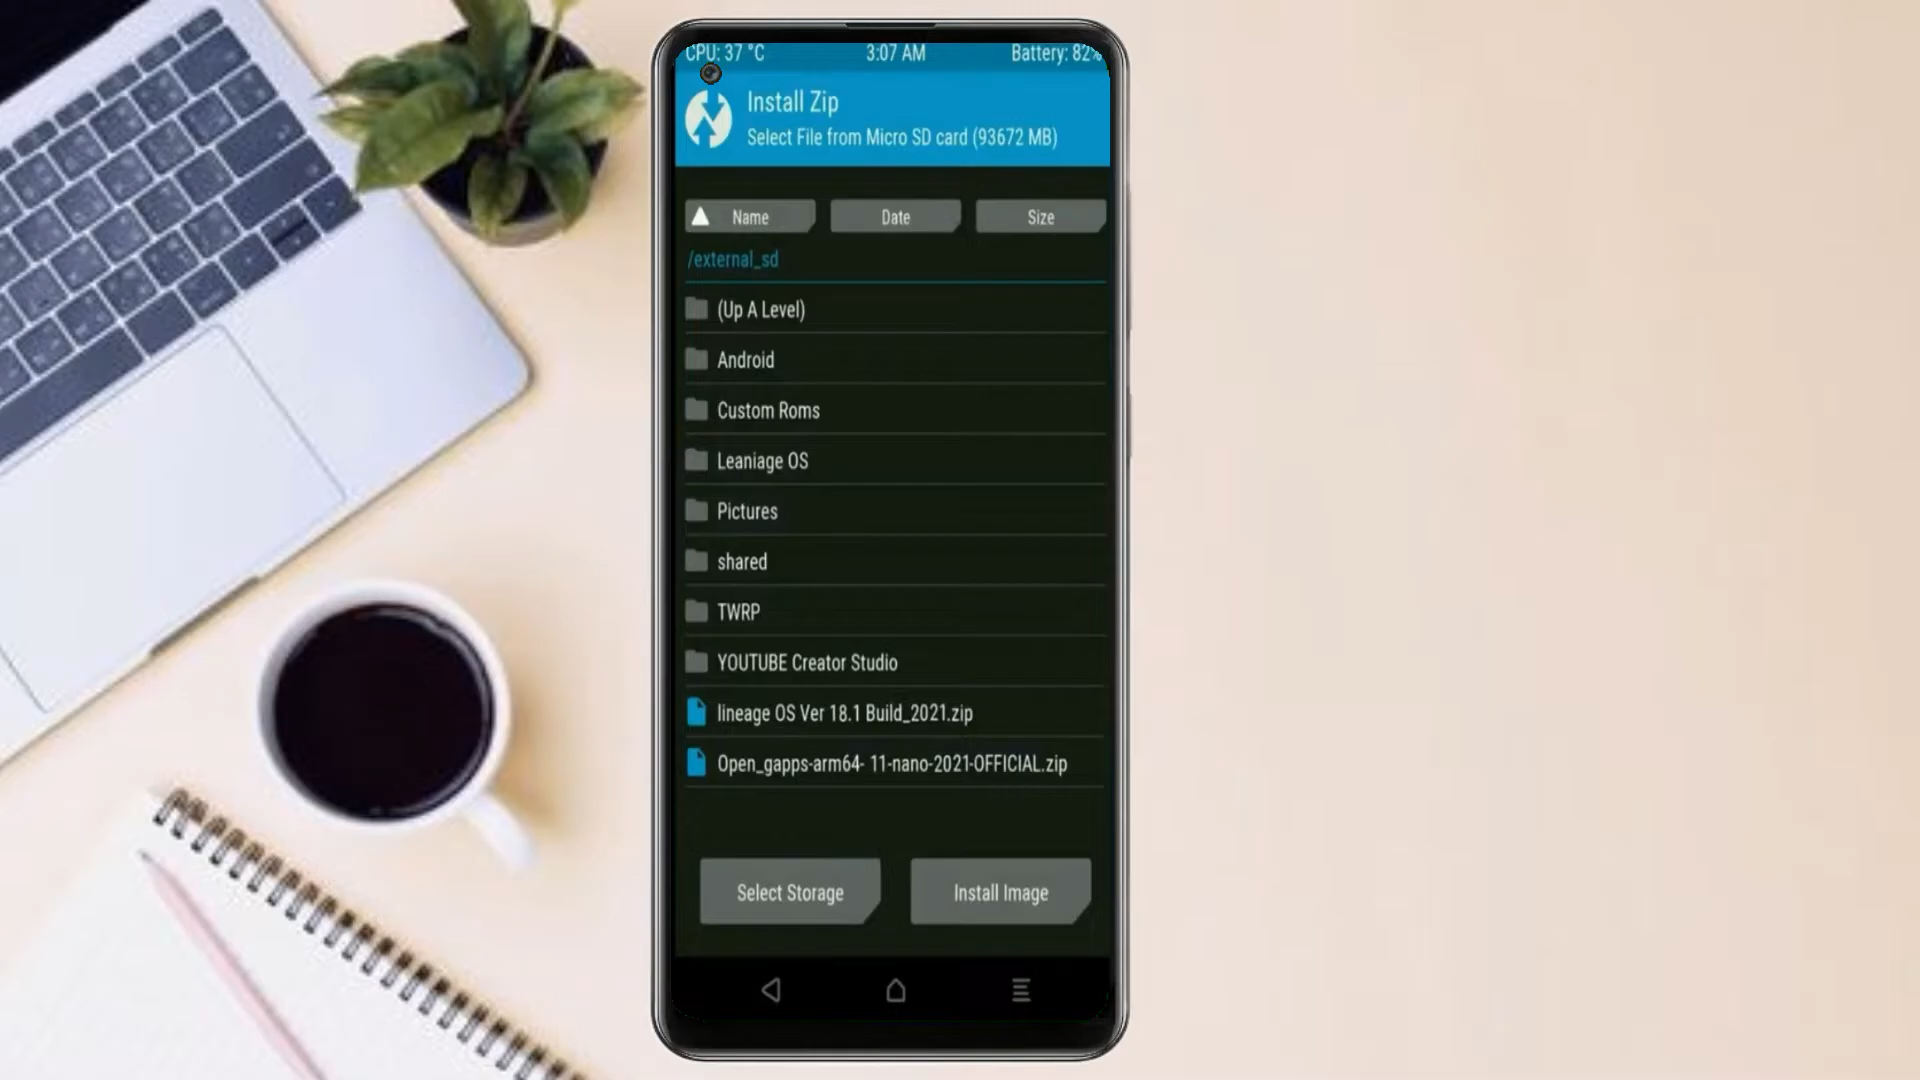 CPU: 37 °C 3:07 AM Battery: 82%
Install Zip
Select File from Micro SD card (93672 MB)
Name Date Size
/external_sd
(Up A Level)
Android
Custom Roms
Leaniage OS
Pictures
shared
TWRP
YOUTUBE Creator Studio
lineage OS Ver 18.1 Build_2021.zip
Open_gapps-arm64- 11-nano-2021-OFFICIAL.zip
Select Storage Install Image